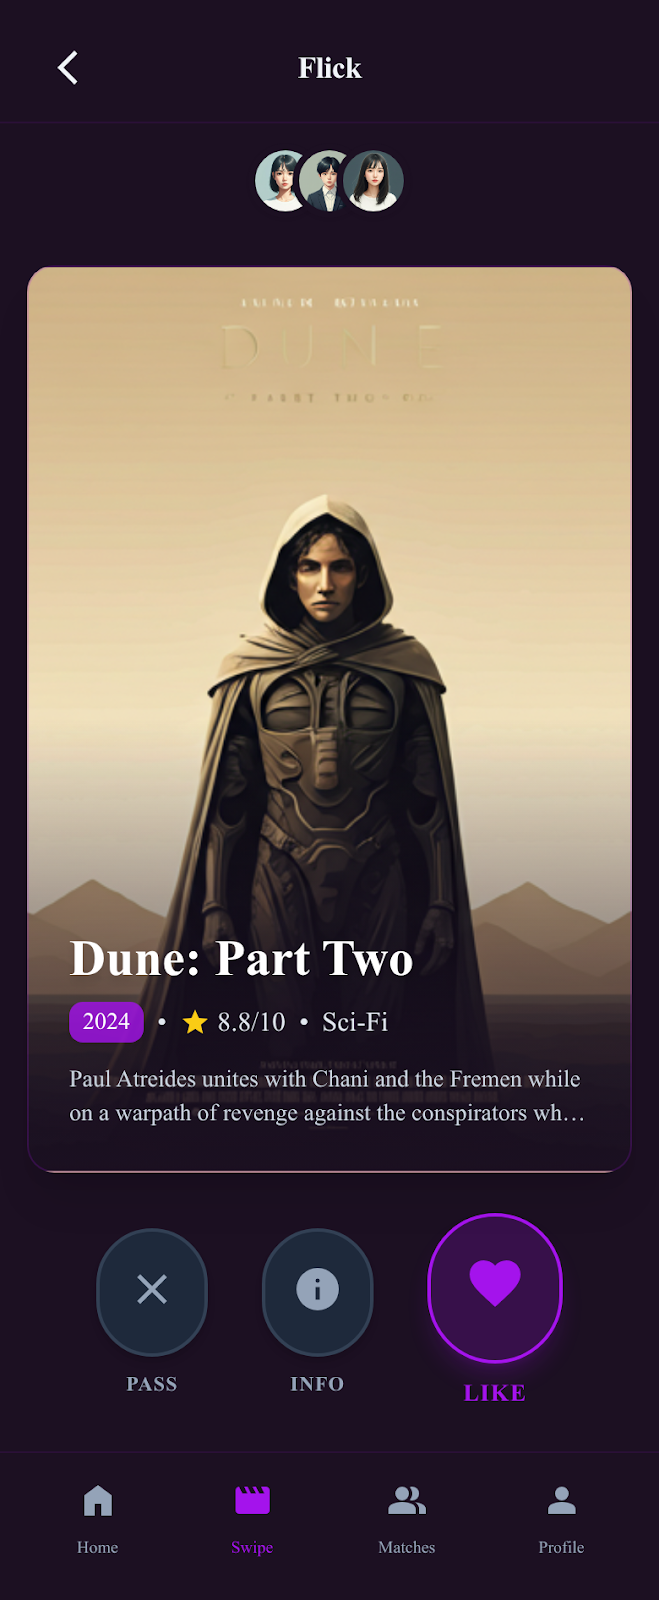 Flick
DUNE
Dune: Part Two
2024 • 8.8/10 • Sci-Fi
Paul Atreides unites with Chani and the Fremen while
on a warpath of revenge against the conspirators wh…
PASS INFO LIKE
Home Swipe Matches Profile